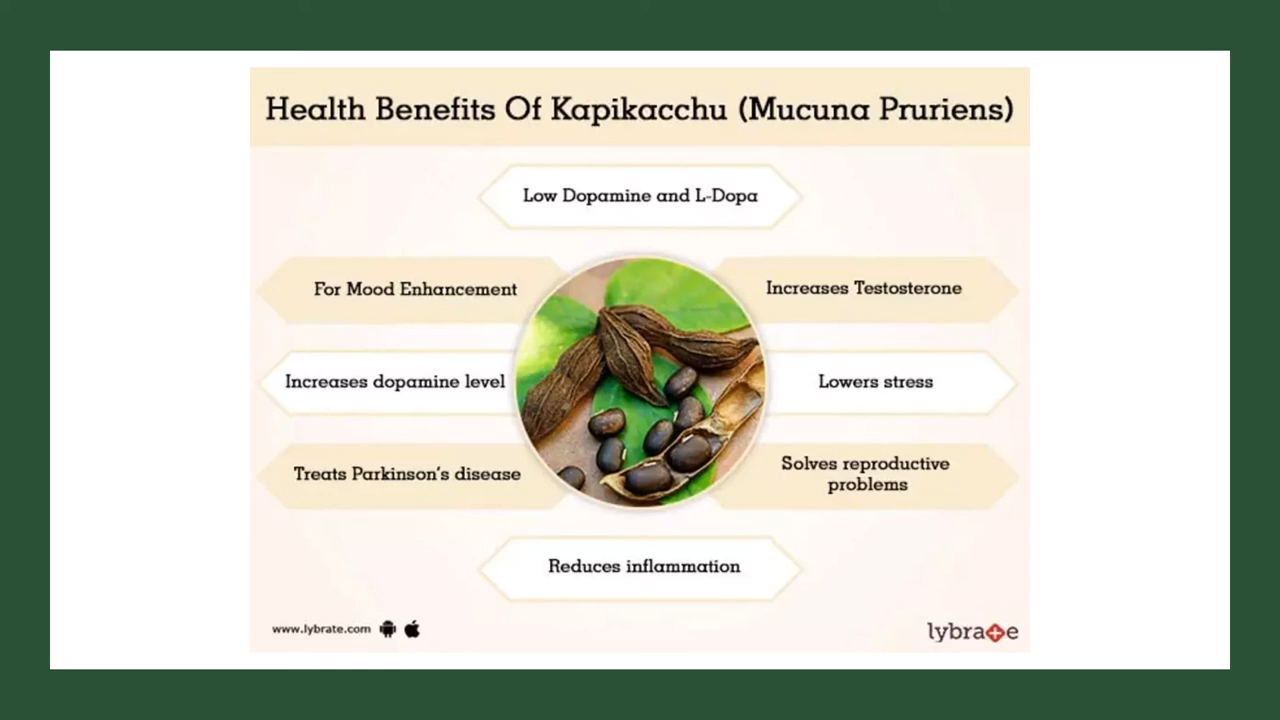 Health Benefits Of Kapikacchu (Mucuna Pruriens)
Low Dopamine and L-Dopa
For Mood Enhancement
Increases Testosterone
Increases dopamine level
Lowers stress
Treats Parkinson's disease
Solves reproductive
problems
Reduces inflammation
www.lybrate.com
lybrate